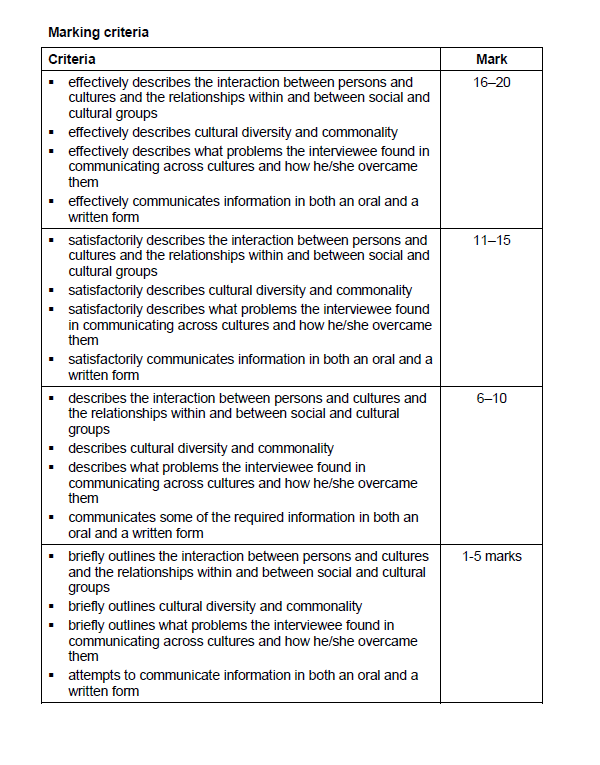 Marking criteria
Criteria Mark
▪ effectively describes the interaction between persons and 16–20
cultures and the relationships within and between social and
cultural groups
▪ effectively describes cultural diversity and commonality
▪ effectively describes what problems the interviewee found in
communicating across cultures and how he/she overcame
them
▪ effectively communicates information in both an oral and a
written form
▪ satisfactorily describes the interaction between persons and 11–15
cultures and the relationships within and between social and
cultural groups
▪ satisfactorily describes cultural diversity and commonality
▪ satisfactorily describes what problems the interviewee found
in communicating across cultures and how he/she overcame
them
▪ satisfactorily communicates information in both an oral and a
written form
▪ describes the interaction between persons and cultures and 6–10
the relationships within and between social and cultural
groups
▪ describes cultural diversity and commonality
▪ describes what problems the interviewee found in
communicating across cultures and how he/she overcame
them
▪ communicates some of the required information in both an
oral and a written form
▪ briefly outlines the interaction between persons and cultures 1-5 marks
and the relationships within and between social and cultural
groups
▪ briefly outlines cultural diversity and commonality
▪ briefly outlines what problems the interviewee found in
communicating across cultures and how he/she overcame
them
▪ attempts to communicate information in both an oral and a
written form